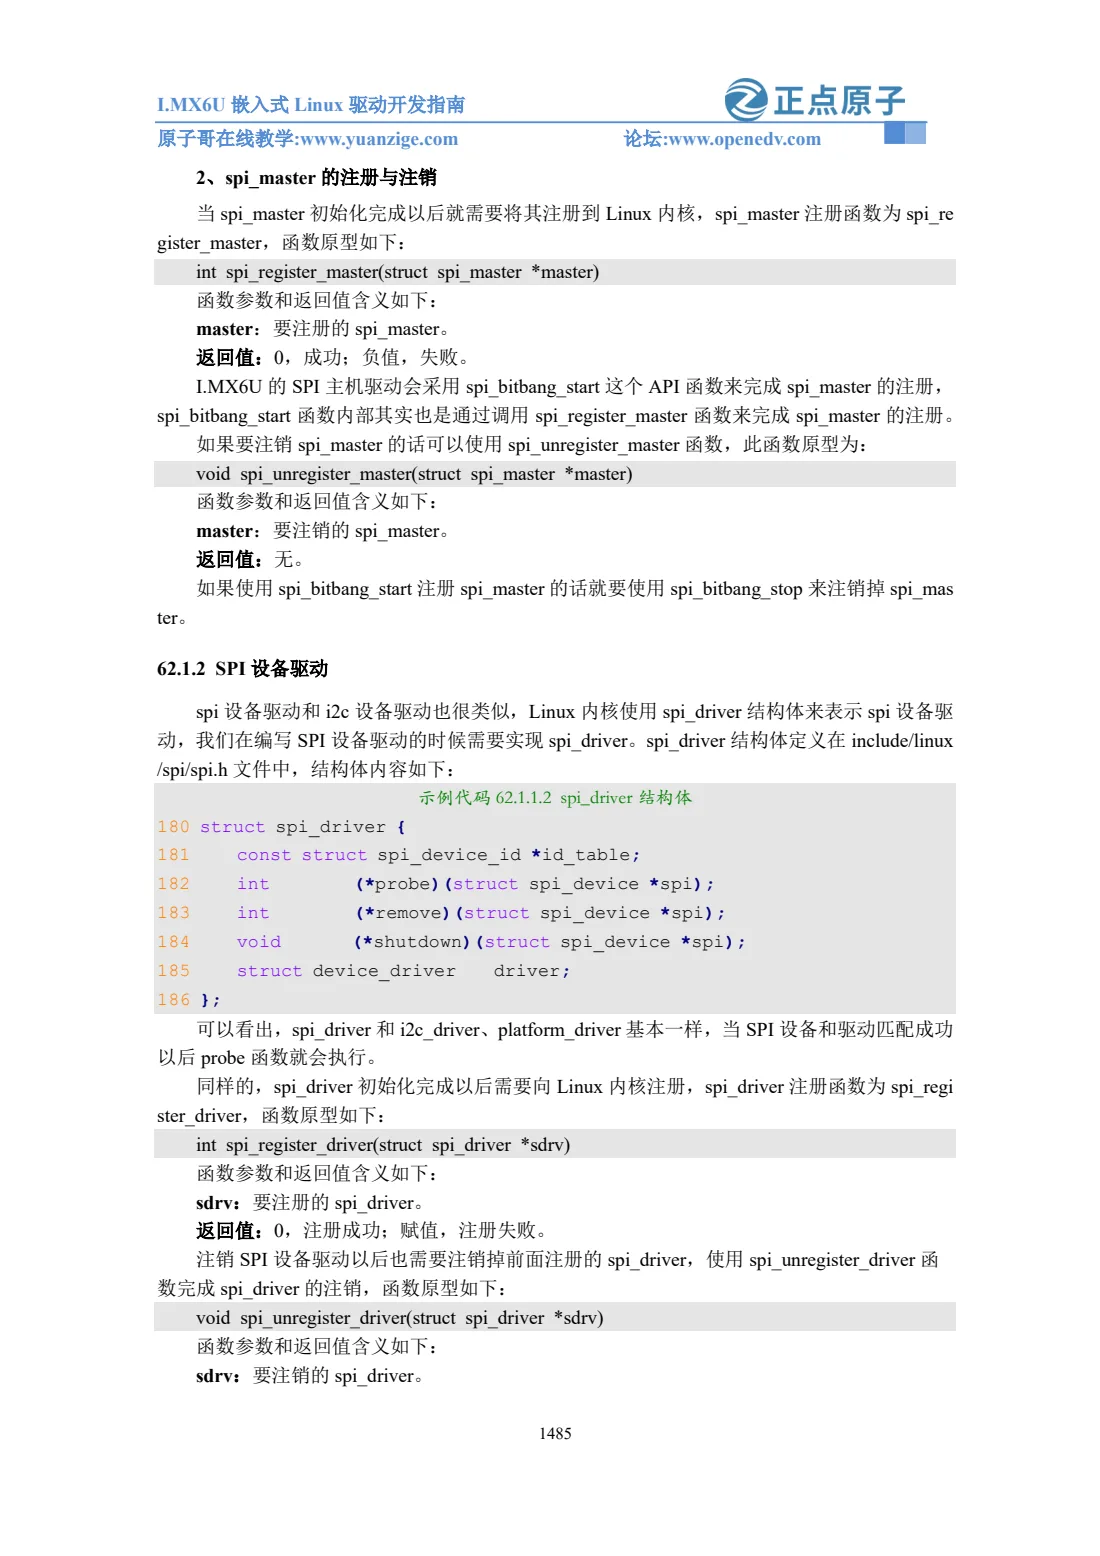 I.MX6U 嵌入式 Linux 驱动开发指南
正点原子
原子哥在线教学:www.yuanzige.com 论坛:www.openedv.com
2、spi_master 的注册与注销
当 spi_master 初始化完成以后就需要将其注册到 Linux 内核，spi_master 注册函数为 spi_re
gister_master，函数原型如下：
int spi_register_master(struct spi_master *master)
函数参数和返回值含义如下：
master：要注册的 spi_master。
返回值：0，成功；负值，失败。
I.MX6U 的 SPI 主机驱动会采用 spi_bitbang_start 这个 API 函数来完成 spi_master 的注册，
spi_bitbang_start 函数内部其实也是通过调用 spi_register_master 函数来完成 spi_master 的注册。
如果要注销 spi_master 的话可以使用 spi_unregister_master 函数，此函数原型为：
void spi_unregister_master(struct spi_master *master)
函数参数和返回值含义如下：
master：要注销的 spi_master。
返回值：无。
如果使用 spi_bitbang_start 注册 spi_master 的话就要使用 spi_bitbang_stop 来注销掉 spi_mas
ter。
62.1.2 SPI 设备驱动
spi 设备驱动和 i2c 设备驱动也很类似，Linux 内核使用 spi_driver 结构体来表示 spi 设备驱
动，我们在编写 SPI 设备驱动的时候需要实现 spi_driver。spi_driver 结构体定义在 include/linux
/spi/spi.h 文件中，结构体内容如下：
示例代码 62.1.1.2 spi_driver 结构体
180 struct spi_driver {
181 const struct spi_device_id *id_table;
182 int (*probe)(struct spi_device *spi);
183 int (*remove)(struct spi_device *spi);
184 void (*shutdown)(struct spi_device *spi);
185 struct device_driver driver;
186 };
可以看出，spi_driver 和 i2c_driver、platform_driver 基本一样，当 SPI 设备和驱动匹配成功
以后 probe 函数就会执行。
同样的，spi_driver 初始化完成以后需要向 Linux 内核注册，spi_driver 注册函数为 spi_regi
ster_driver，函数原型如下：
int spi_register_driver(struct spi_driver *sdrv)
函数参数和返回值含义如下：
sdrv：要注册的 spi_driver。
返回值：0，注册成功；赋值，注册失败。
注销 SPI 设备驱动以后也需要注销掉前面注册的 spi_driver，使用 spi_unregister_driver 函
数完成 spi_driver 的注销，函数原型如下：
void spi_unregister_driver(struct spi_driver *sdrv)
函数参数和返回值含义如下：
sdrv：要注销的 spi_driver。
1485